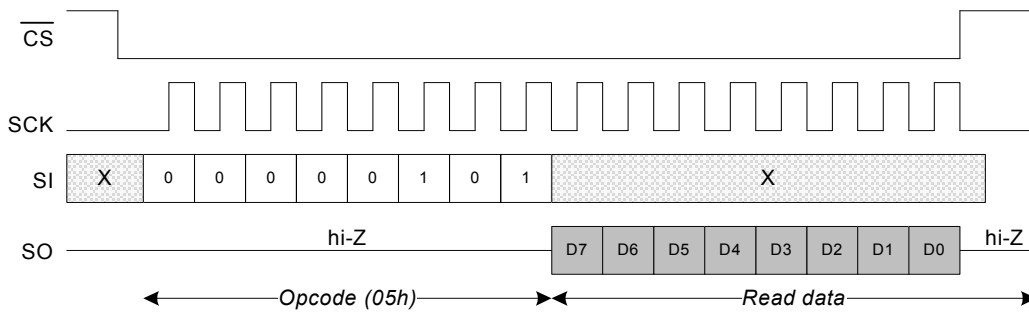 CS
SCK
SI X 0 0 0 0 0 1 0 1 X
hi-Z hi-Z
SO D7 D6 D5 D4 D3 D2 D1 D0
Opcode (05h) Read data